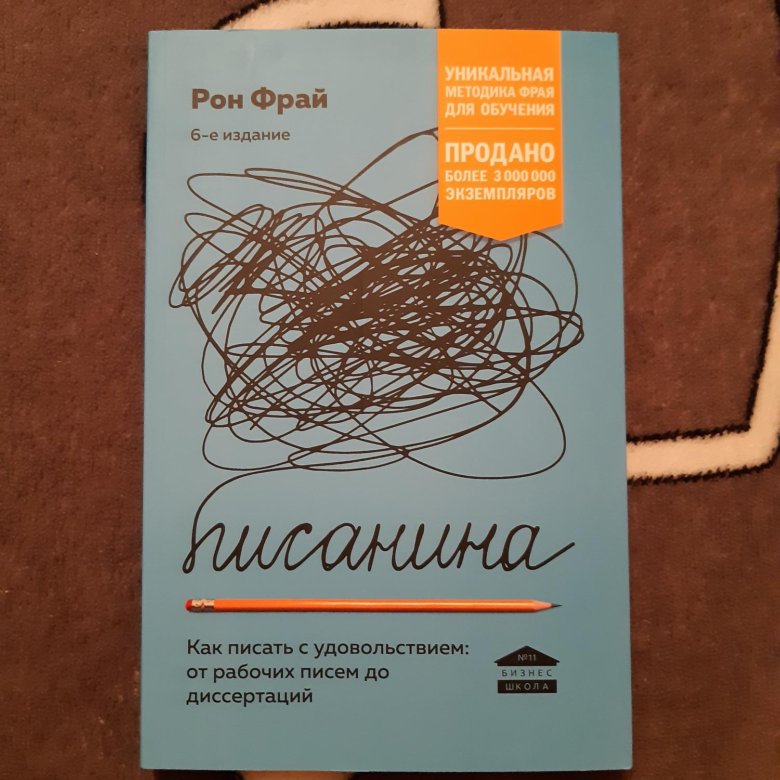 Рон Фрай
6-е издание
УНИКАЛЬНАЯ
МЕТОДИКА ФРАЯ
ДЛЯ ОБУЧЕНИЯ
ПРОДАНО
БОЛЕЕ 3 000 000
ЭКЗЕМПЛЯРОВ
писанина
Как писать с удовольствием:
от рабочих писем до
диссертаций
№11
БИЗНЕС
ШКОЛА